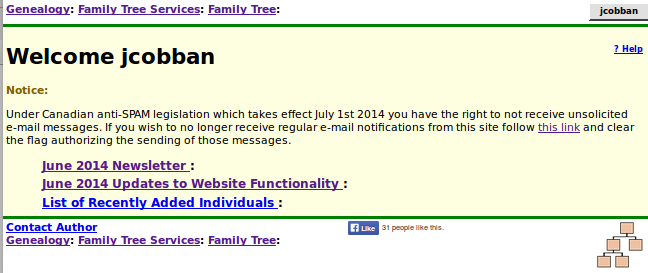 Genealogy: Family Tree Services: Family Tree:
jcobban
Welcome jcobban
? Help
Notice:
Under Canadian anti-SPAM legislation which takes effect July 1st 2014 you have the right to not receive unsolicited
e-mail messages. If you wish to no longer receive regular e-mail notifications from this site follow this link and clear
the flag authorizing the sending of those messages.
June 2014 Newsletter :
June 2014 Updates to Website Functionality :
List of Recently Added Individuals :
Contact Author
Like
31 people like this.
Genealogy: Family Tree Services: Family Tree: